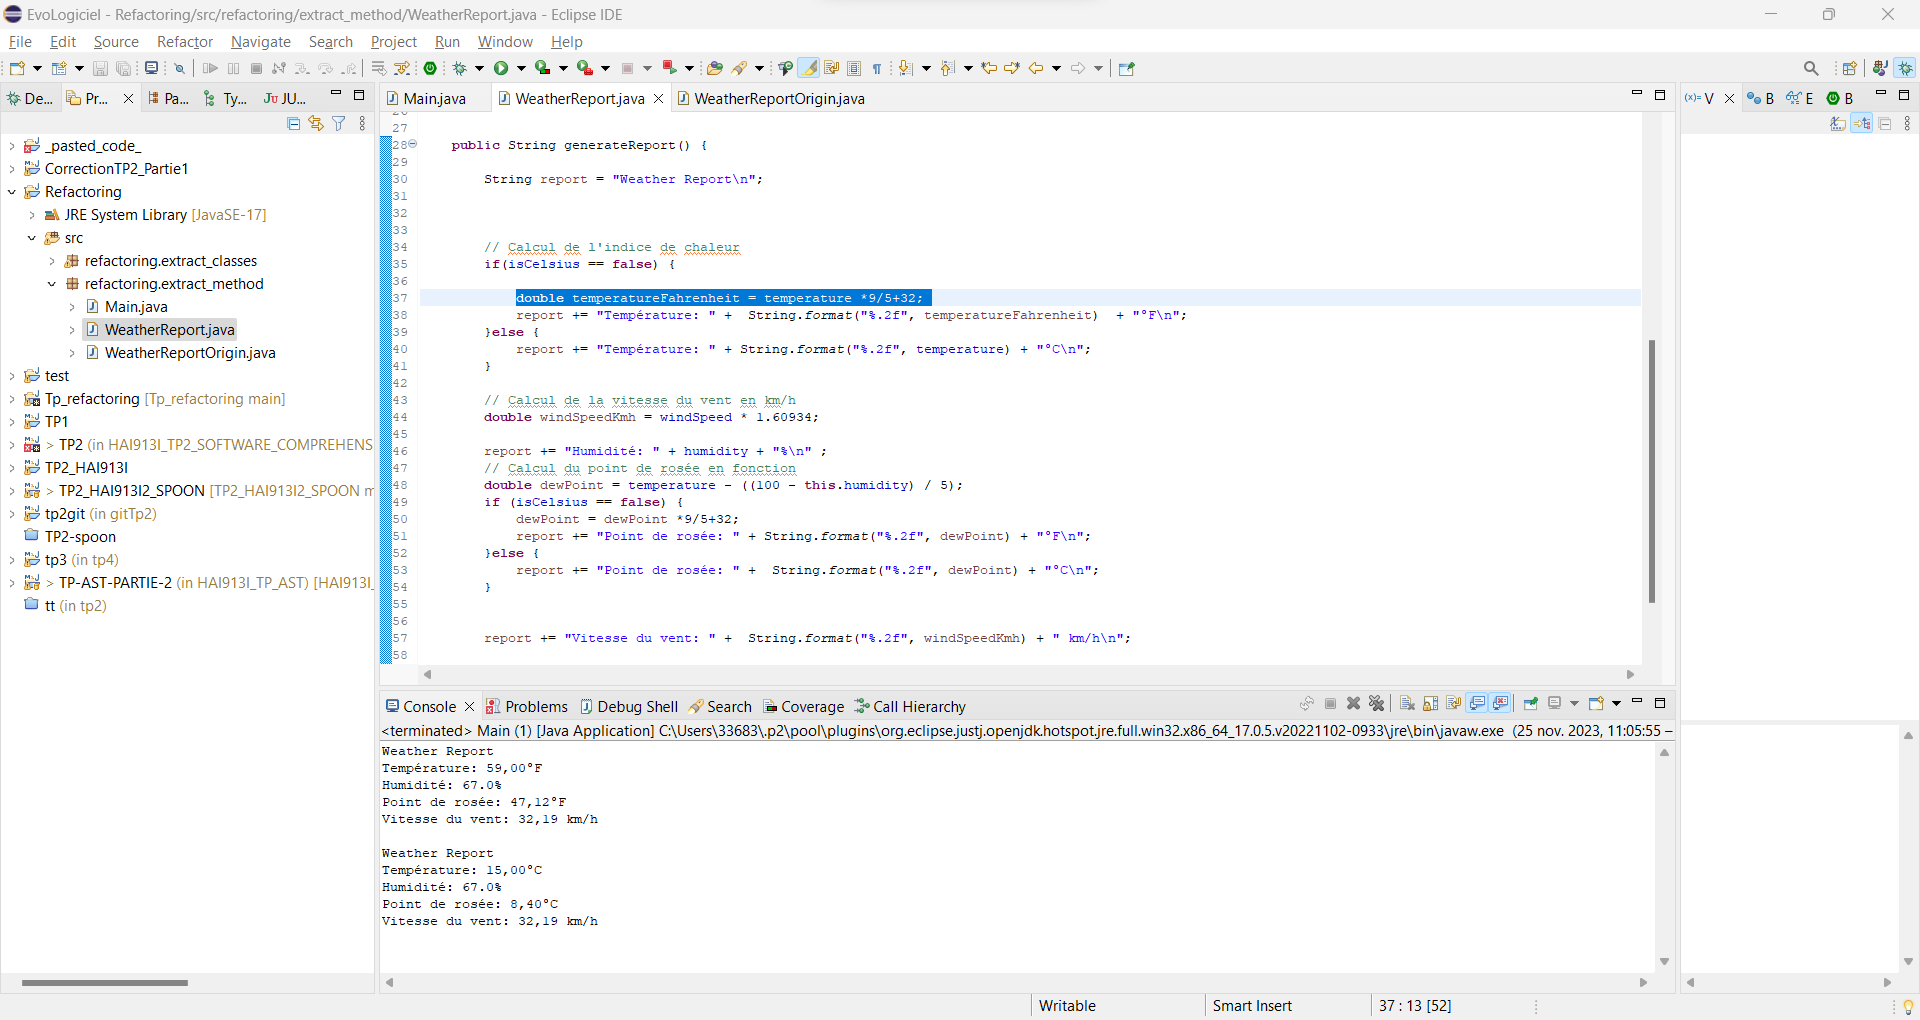 EvoLogiciel - Refactoring/src/refactoring/extract_method/WeatherReport.java - Eclipse IDE
File Edit Source Refactor Navigate Search Project Run Window Help
De... Pr... Pa... Ty... JU...
Main.java WeatherReport.java WeatherReportOrigin.java
V B E B
_pasted_code_
CorrectionTP2_Partie1
Refactoring
JRE System Library [JavaSE-17]
src
refactoring.extract_classes
refactoring.extract_method
Main.java
WeatherReport.java
WeatherReportOrigin.java
test
Tp_refactoring [Tp_refactoring main]
TP1
> TP2 (in HAI913I_TP2_SOFTWARE_COMPREHENS
TP2_HAI913I
> TP2_HAI913I2_SPOON [TP2_HAI913I2_SPOON m
tp2git (in gitTp2)
TP2-spoon
tp3 (in tp4)
> TP-AST-PARTIE-2 (in HAI913I_TP_AST) [HAI913I_
tt (in tp2)
27
28 public String generateReport() {
29
30 String report = "Weather Report\n";
31
32
33
34 // Calcul de l'indice de chaleur
35 if(isCelsius == false) {
36
37 double temperatureFahrenheit = temperature *9/5+32;
38 report += "Température: " + String.format("%.2f", temperatureFahrenheit) + "°F\n";
39 }else {
40 report += "Température: " + String.format("%.2f", temperature) + "°C\n";
41 }
42
43 // Calcul de la vitesse du vent en km/h
44 double windSpeedKmh = windSpeed * 1.60934;
45
46 report += "Humidité: " + humidity + "%\n" ;
47 // Calcul du point de rosée en fonction
48 double dewPoint = temperature - ((100 - this.humidity) / 5);
49 if (isCelsius == false) {
50 dewPoint = dewPoint *9/5+32;
51 report += "Point de rosée: " + String.format("%.2f", dewPoint) + "°F\n";
52 }else {
53 report += "Point de rosée: " + String.format("%.2f", dewPoint) + "°C\n";
54 }
55
56
57 report += "Vitesse du vent: " + String.format("%.2f", windSpeedKmh) + " km/h\n";
58
Console Problems Debug Shell Search Coverage Call Hierarchy
<terminated> Main (1) [Java Application] C:\Users\33683\.p2\pool\plugins\org.eclipse.justj.openjdk.hotspot.jre.full.win32.x86_64_17.0.5.v20221102-0933\jre\bin\javaw.exe (25 nov. 2023, 11:05:55 –
Weather Report
Température: 59,00°F
Humidité: 67.0%
Point de rosée: 47,12°F
Vitesse du vent: 32,19 km/h
Weather Report
Température: 15,00°C
Humidité: 67.0%
Point de rosée: 8,40°C
Vitesse du vent: 32,19 km/h
Writable Smart Insert 37 : 13 [52]